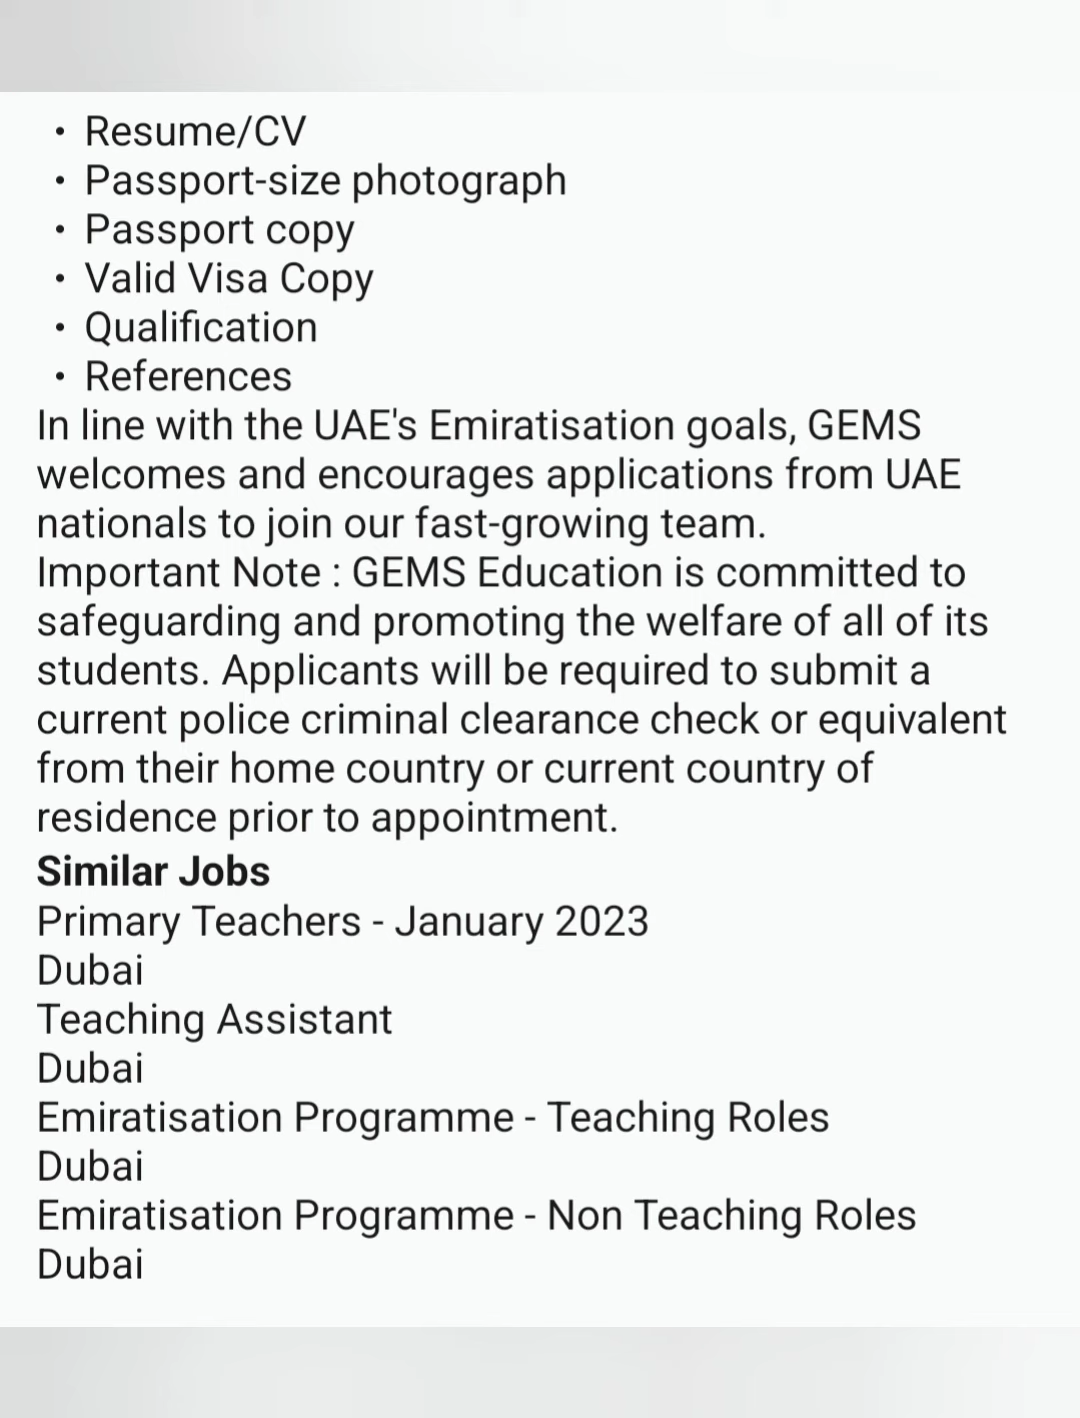 • Resume/CV
• Passport-size photograph
• Passport copy
• Valid Visa Copy
• Qualification
• References
In line with the UAE's Emiratisation goals, GEMS
welcomes and encourages applications from UAE
nationals to join our fast-growing team.
Important Note : GEMS Education is committed to
safeguarding and promoting the welfare of all of its
students. Applicants will be required to submit a
current police criminal clearance check or equivalent
from their home country or current country of
residence prior to appointment.
Similar Jobs
Primary Teachers - January 2023
Dubai
Teaching Assistant
Dubai
Emiratisation Programme - Teaching Roles
Dubai
Emiratisation Programme - Non Teaching Roles
Dubai